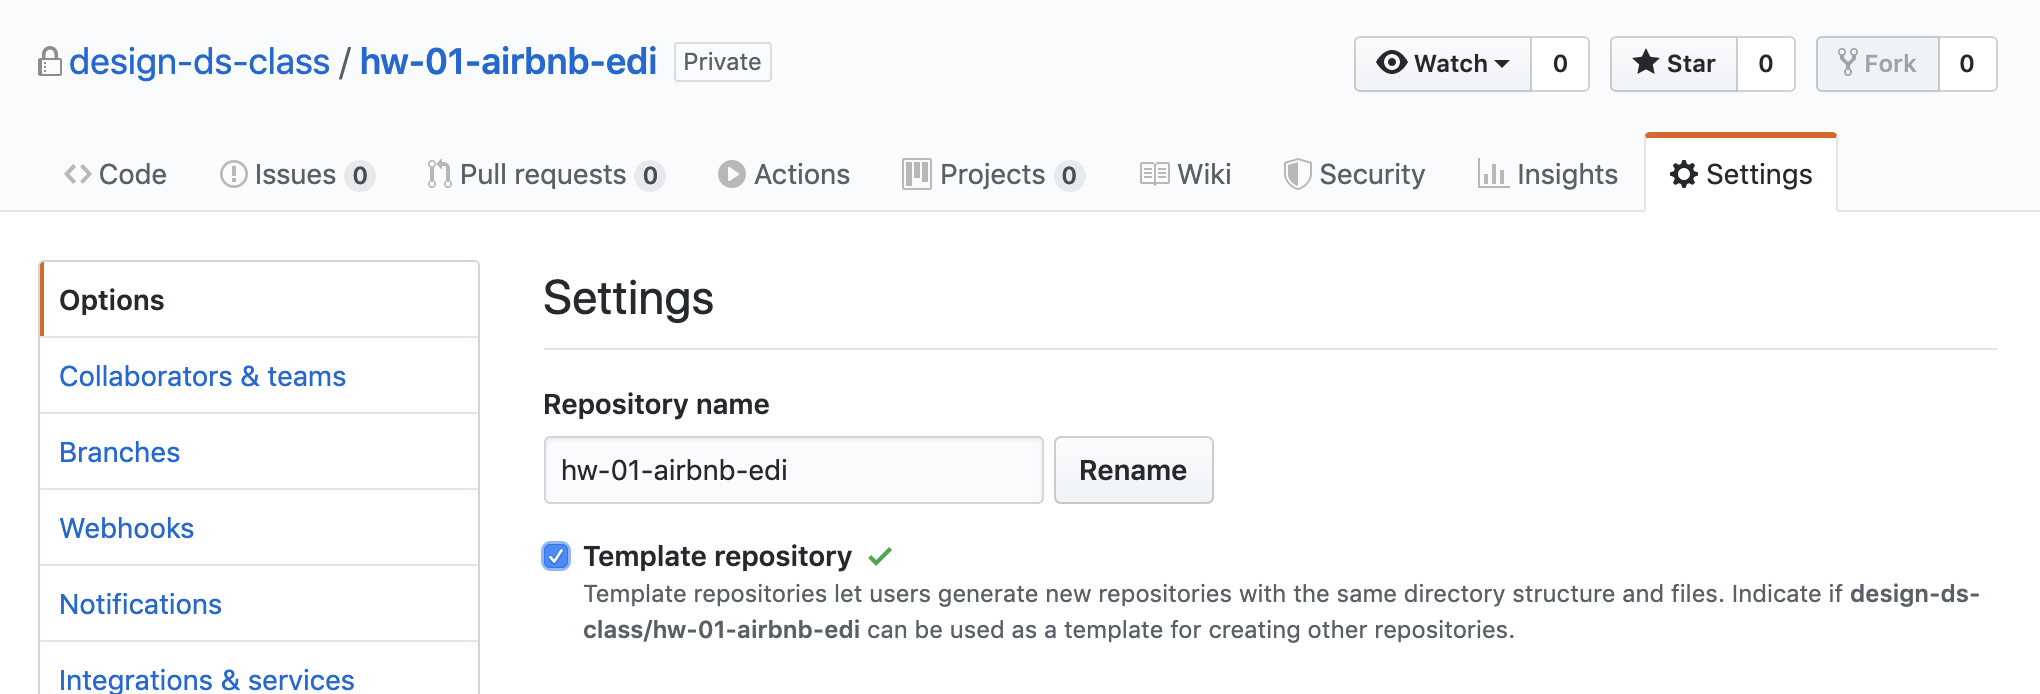 design-ds-class / hw-01-airbnb-edi Private Watch 0 Star 0 Fork 0
Code Issues 0 Pull requests 0 Actions Projects 0 Wiki Security Insights Settings
Options
Collaborators & teams
Branches
Webhooks
Notifications
Integrations & services
Settings
Repository name
hw-01-airbnb-edi Rename
Template repository
Template repositories let users generate new repositories with the same directory structure and files. Indicate if design-ds-
class/hw-01-airbnb-edi can be used as a template for creating other repositories.